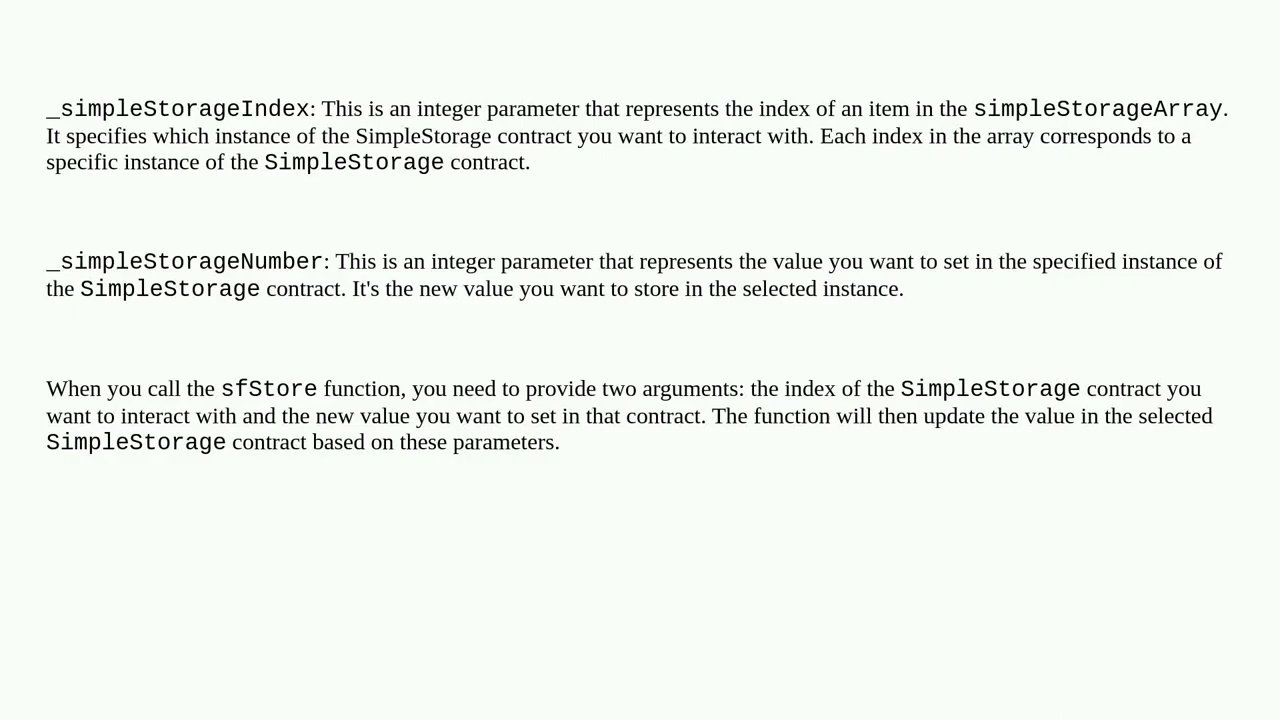 _simpleStorageIndex: This is an integer parameter that represents the index of an item in the simpleStorageArray.
It specifies which instance of the SimpleStorage contract you want to interact with. Each index in the array corresponds to a
specific instance of the SimpleStorage contract.
_simpleStorageNumber: This is an integer parameter that represents the value you want to set in the specified instance of
the SimpleStorage contract. It's the new value you want to store in the selected instance.
When you call the sfStore function, you need to provide two arguments: the index of the SimpleStorage contract you
want to interact with and the new value you want to set in that contract. The function will then update the value in the selected
SimpleStorage contract based on these parameters.